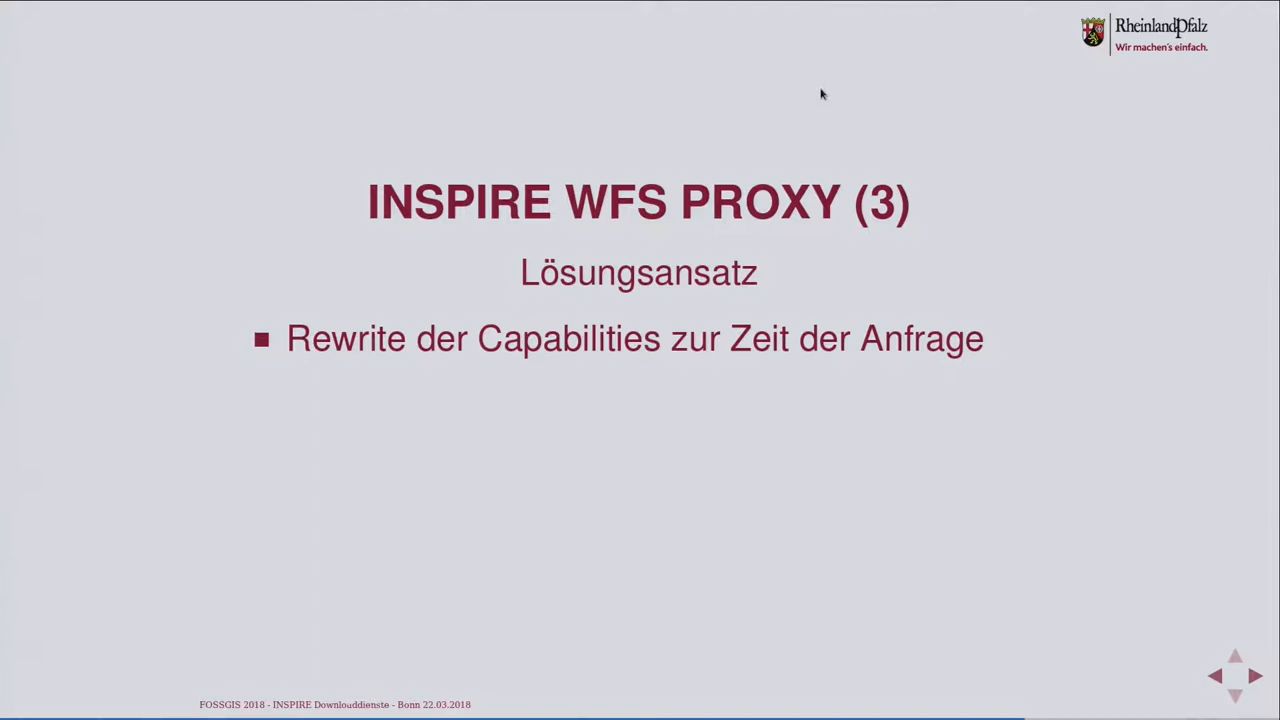 RheinlandPfalz
Wir machen's einfach.
INSPIRE WFS PROXY (3)
Lösungsansatz
Rewrite der Capabilities zur Zeit der Anfrage
FOSSGIS 2018 - INSPIRE Downlouddienste - Bonn 22.03.2018